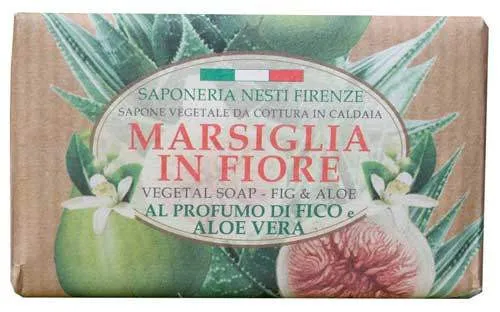 SAPONERIA NESTI FIRENZE
SAPONE VEGETALE DA COTTURA IN CALDAIA
MARSIGLIA
IN FIORE
VEGETAL SOAP - FIG & ALOE
AL PROFUMO DI FICO e
ALOE VERA